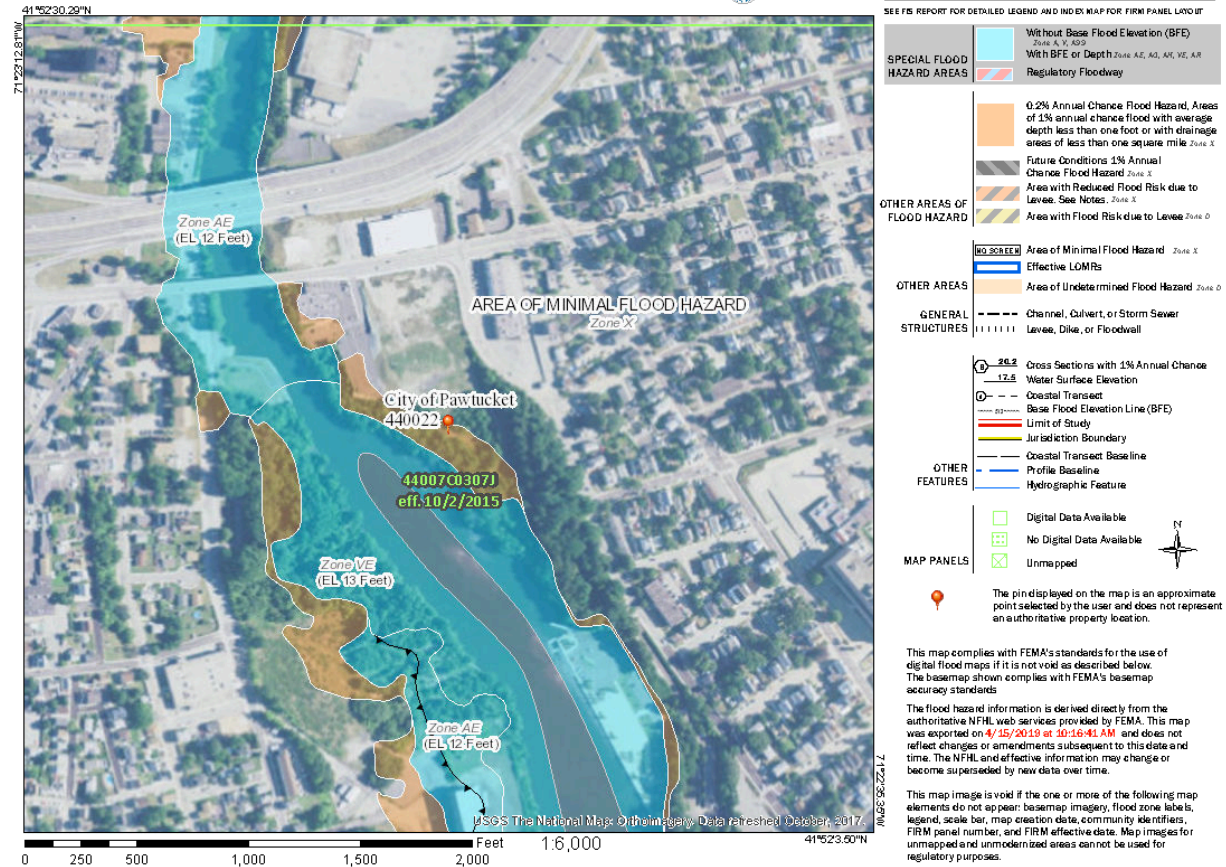 41°52'30.29"N
71°23'12.81"W
Zone AE
(EL 12 Feet)
AREA OF MINIMAL FLOOD HAZARD
Zone X
City of Pawtucket
440022
44007C0307J
eff. 10/2/2015
Zone VE
(EL 13 Feet)
Zone AE
(EL 12 Feet)
71°22'35.35"W
USGS The National Map: Orthoimagery. Data refreshed October, 2017.
41°52'3.50"N
Feet 1:6,000
0 250 500 1,000 1,500 2,000
SEE FIS REPORT FOR DETAILED LEGEND AND INDEX MAP FOR FIRM PANEL LAYOUT
SPECIAL FLOOD
HAZARD AREAS
Without Base Flood Elevation (BFE)
Zone A, V, A99
With BFE or Depth Zone AE, AO, AH, VE, AR
Regulatory Floodway
OTHER AREAS OF
FLOOD HAZARD
0.2% Annual Chance Flood Hazard, Areas
of 1% annual chance flood with average
depth less than one foot or with drainage
areas of less than one square mile Zone X
Future Conditions 1% Annual
Chance Flood Hazard Zone X
Area with Reduced Flood Risk due to
Levee. See Notes. Zone X
Area with Flood Risk due to Levee Zone D
OTHER AREAS
NO SCREEN Area of Minimal Flood Hazard Zone X
Effective LOMRs
Area of Undetermined Flood Hazard Zone D
GENERAL
STRUCTURES
Channel, Culvert, or Storm Sewer
Levee, Dike, or Floodwall
OTHER
FEATURES
20.2 Cross Sections with 1% Annual Chance
17.5 Water Surface Elevation
Coastal Transect
Base Flood Elevation Line (BFE)
Limit of Study
Jurisdiction Boundary
Coastal Transect Baseline
Profile Baseline
Hydrographic Feature
MAP PANELS
Digital Data Available
No Digital Data Available
Unmapped
N
The pin displayed on the map is an approximate
point selected by the user and does not represent
an authoritative property location.
This map complies with FEMA's standards for the use of
digital flood maps if it is not void as described below.
The basemap shown complies with FEMA's basemap
accuracy standards
The flood hazard information is derived directly from the
authoritative NFHL web services provided by FEMA. This map
was exported on 4/15/2019 at 10:16:41 AM and does not
reflect changes or amendments subsequent to this date and
time. The NFHL and effective information may change or
become superseded by new data over time.
This map image is void if the one or more of the following map
elements do not appear: basemap imagery, flood zone labels,
legend, scale bar, map creation date, community identifiers,
FIRM panel number, and FIRM effective date. Map images for
unmapped and unmodernized areas cannot be used for
regulatory purposes.